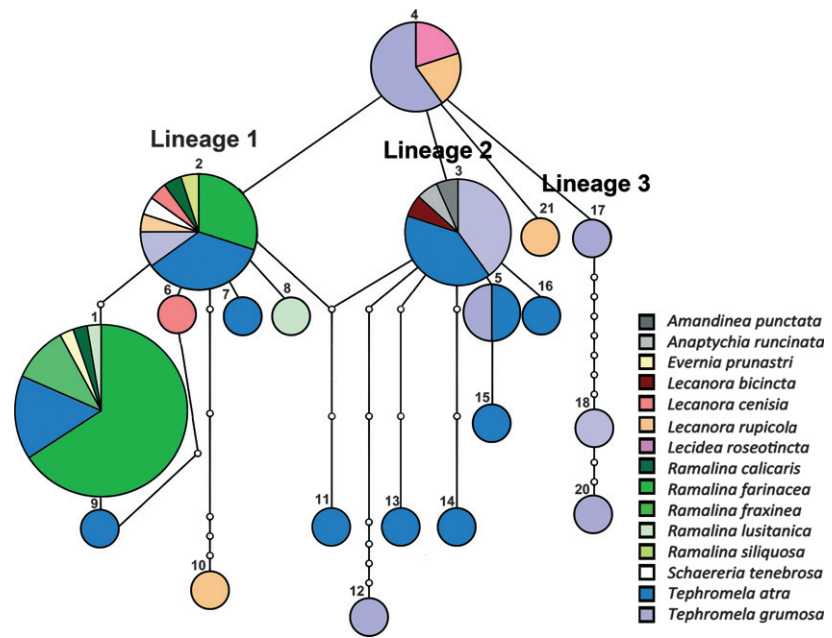 4
Lineage 1
2
Lineage 2
3
Lineage 3
21
17
6
7
8
5
16
1
15
18
9
11
13
14
20
10
12
Amandinea punctata
Anaptychia runcinata
Evernia prunastri
Lecanora bicincta
Lecanora cenisia
Lecanora rupicola
Lecidea roseotincta
Ramalina calicaris
Ramalina farinacea
Ramalina fraxinea
Ramalina lusitanica
Ramalina siliquosa
Schaereria tenebrosa
Tephromela atra
Tephromela grumosa